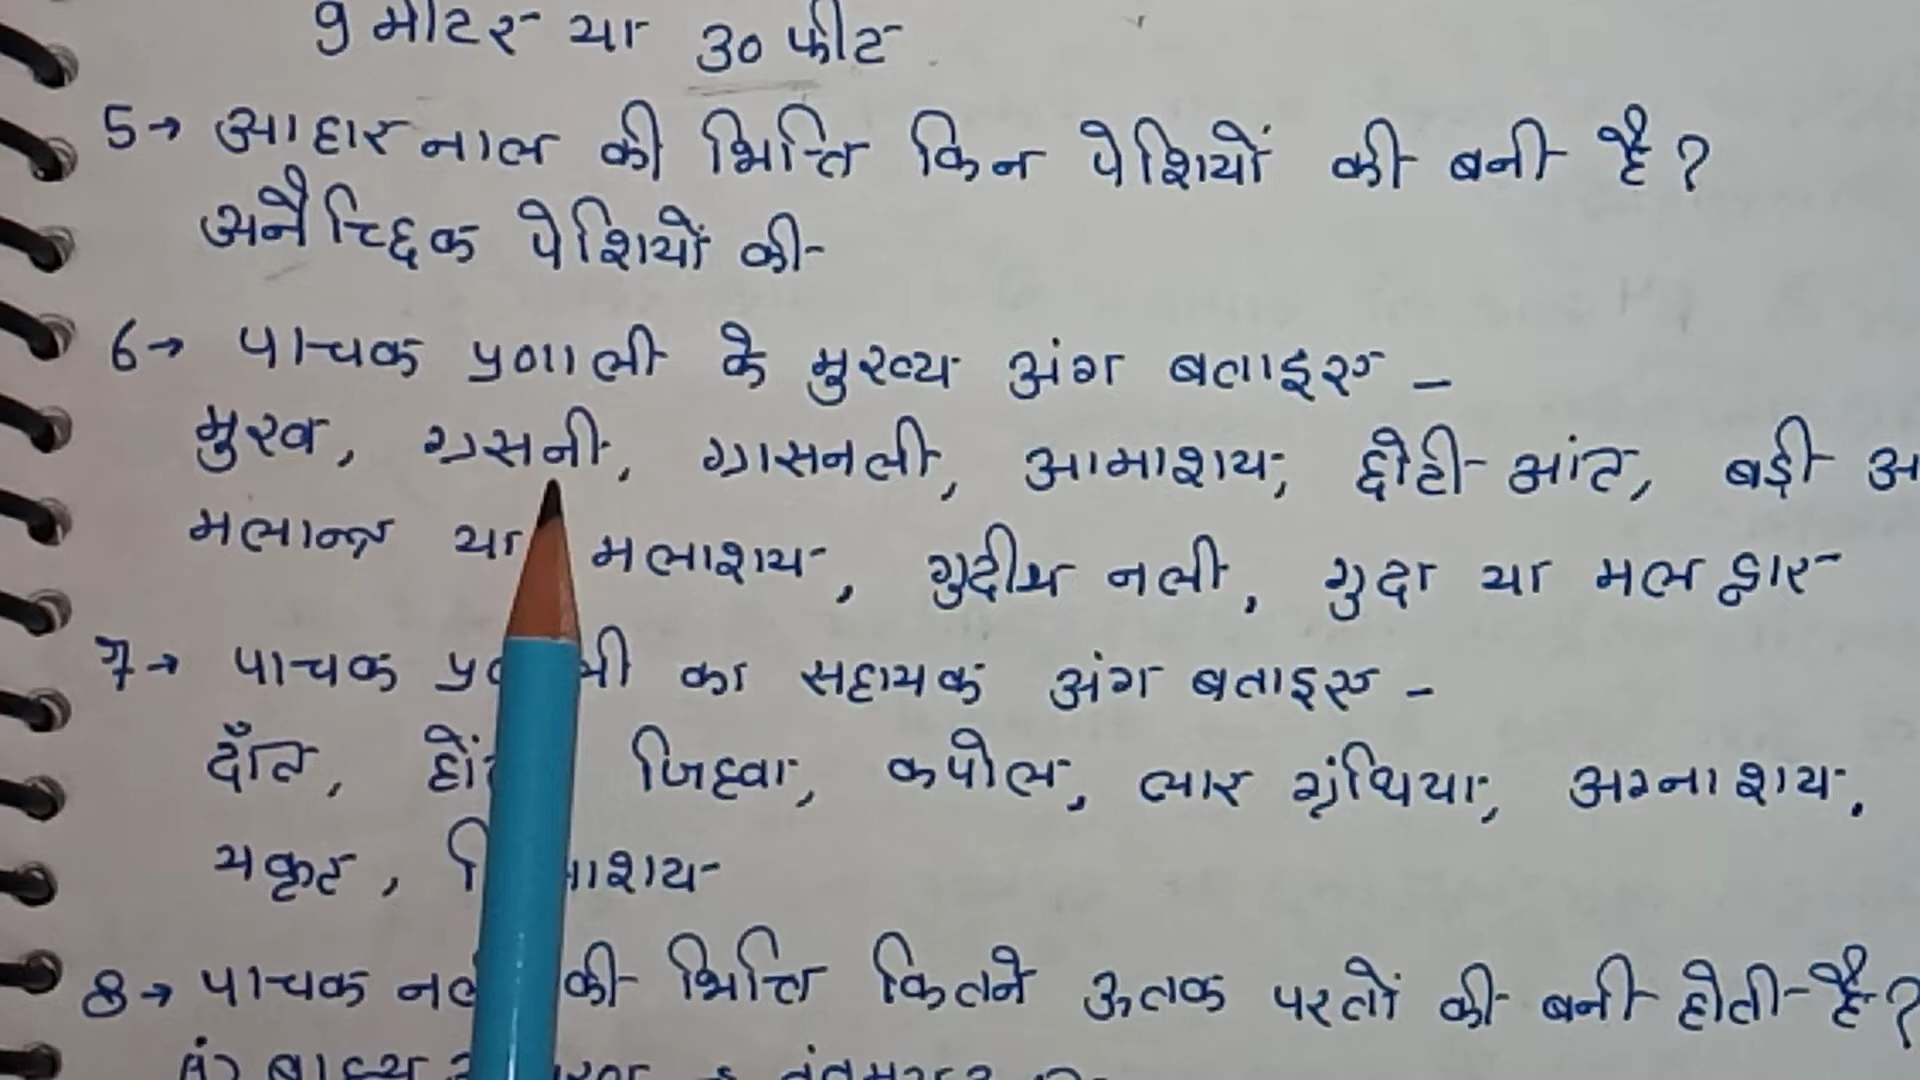 9 मीटर या 30 फीट
5→ आहार नाल की भित्ति किन पेशियों की बनी है?
अनैच्छिक पेशियों की
6→ पाचक प्रणाली के मुख्य अंग बताइए -
मुख, ग्रसनी, ग्रासनली, आमाशय, छोटी आंत, बड़ी
मलान्त्र या मलाशय, गुदीय नली, गुदा या मल द्वार
7→ पाचक का सहायक अंग बताइए -
दाँत, जिह्वा, कपोल, लार ग्रंथिया, अग्नाशय,
यकृत,
8→ पाचक की भित्ति कितने ऊतक परतों की बनी होती है?